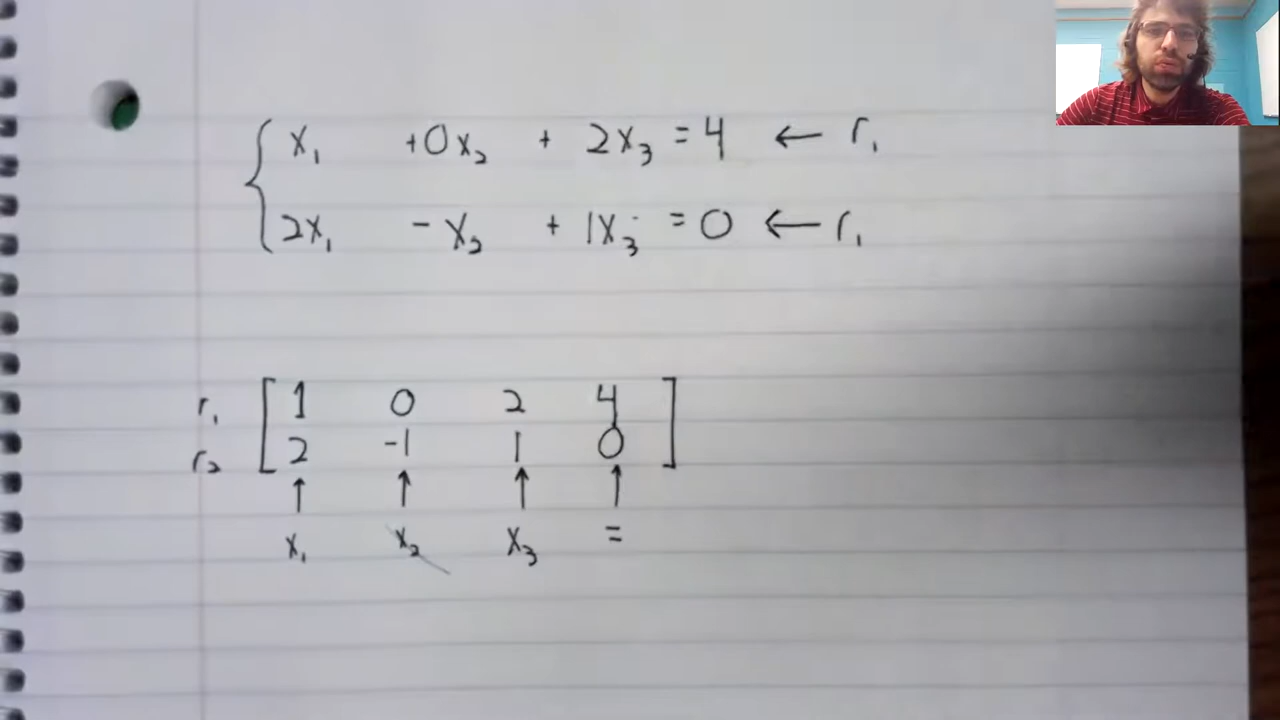 x₁ +0x₂ + 2x₃ = 4 ← r₁
2x₁ - x₂ + 1x₃ = 0 ← r₁
r₁ [ 1 0 2 4 ]
r₂ [ 2 -1 1 0 ]
↑ ↑ ↑ ↑
x₁ x₂ x₃ =